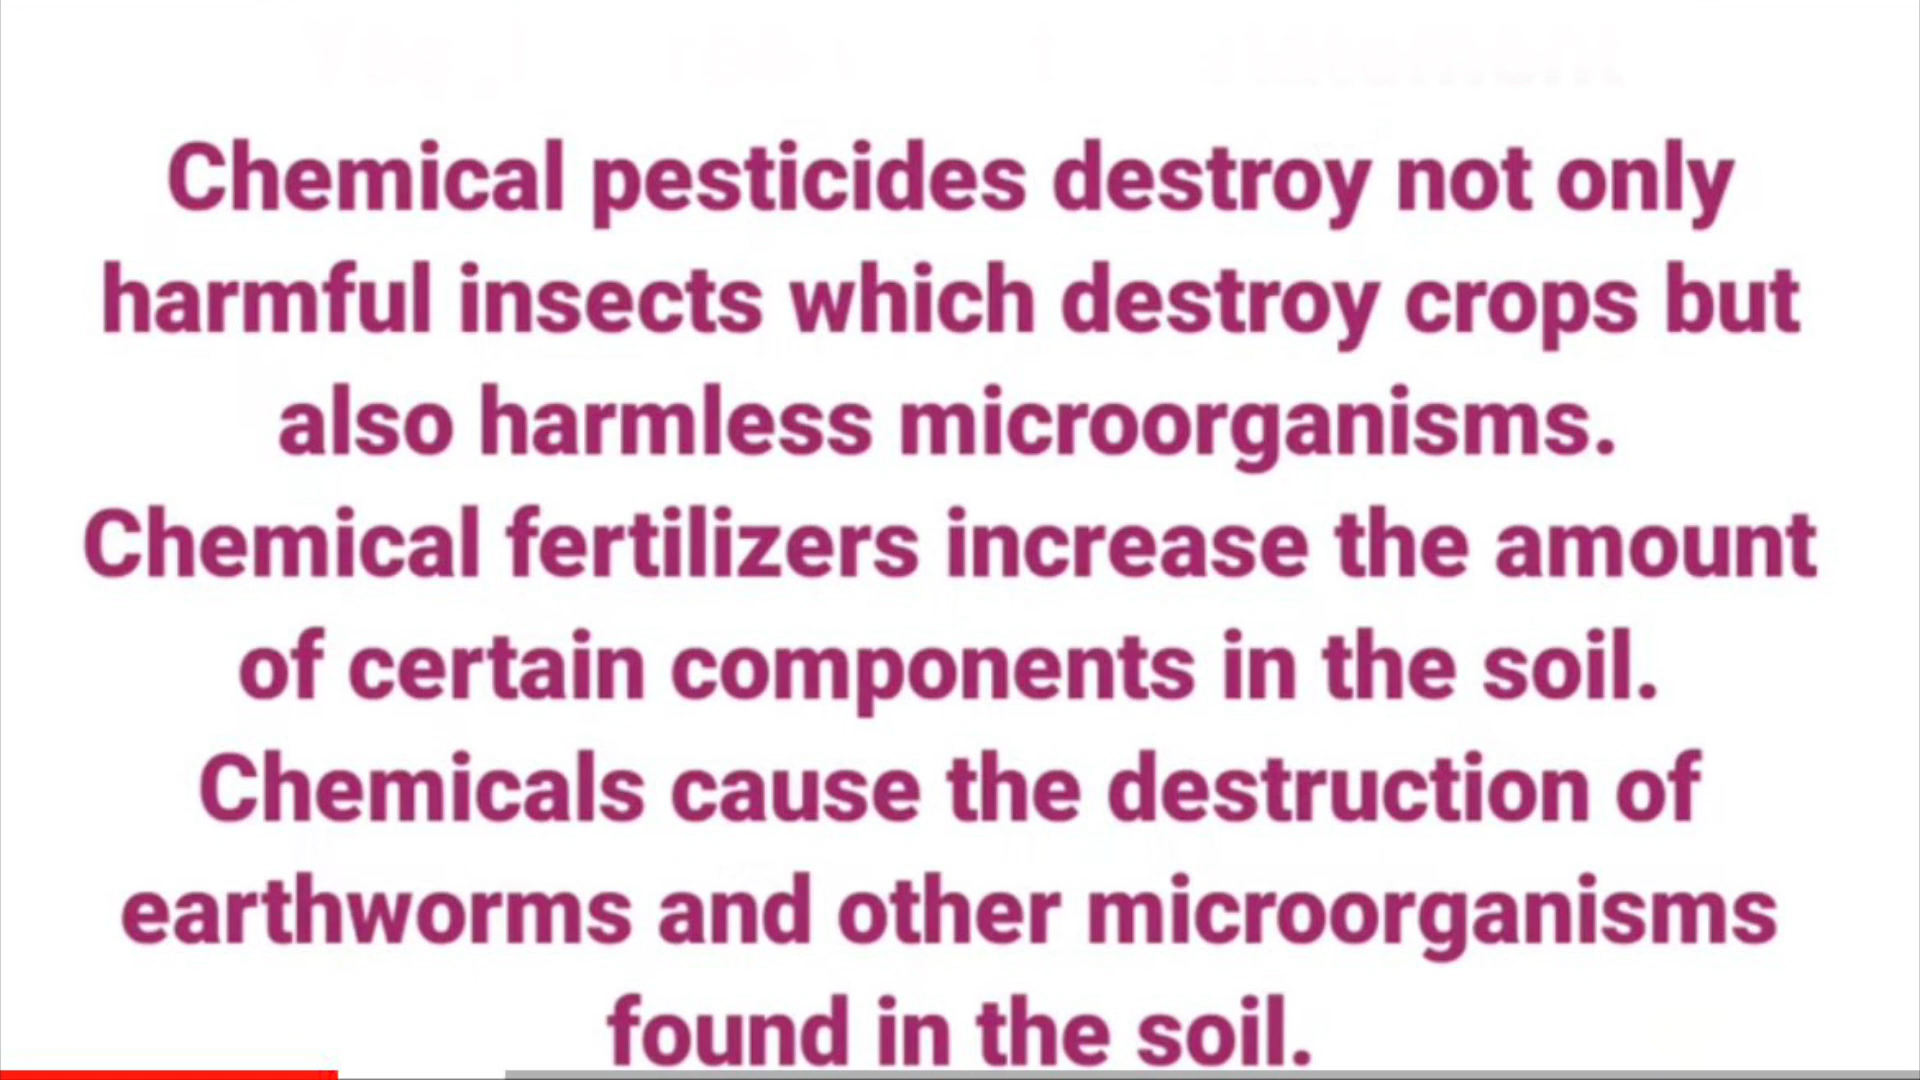 Chemical pesticides destroy not only
harmful insects which destroy crops but
also harmless microorganisms.
Chemical fertilizers increase the amount
of certain components in the soil.
Chemicals cause the destruction of
earthworms and other microorganisms
found in the soil.